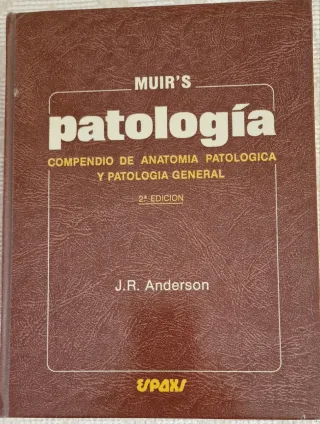 MUIR'S
patología
COMPENDIO DE ANATOMIA PATOLOGICA
Y PATOLOGIA GENERAL
2ª EDICION
J.R. Anderson
ESPAXS